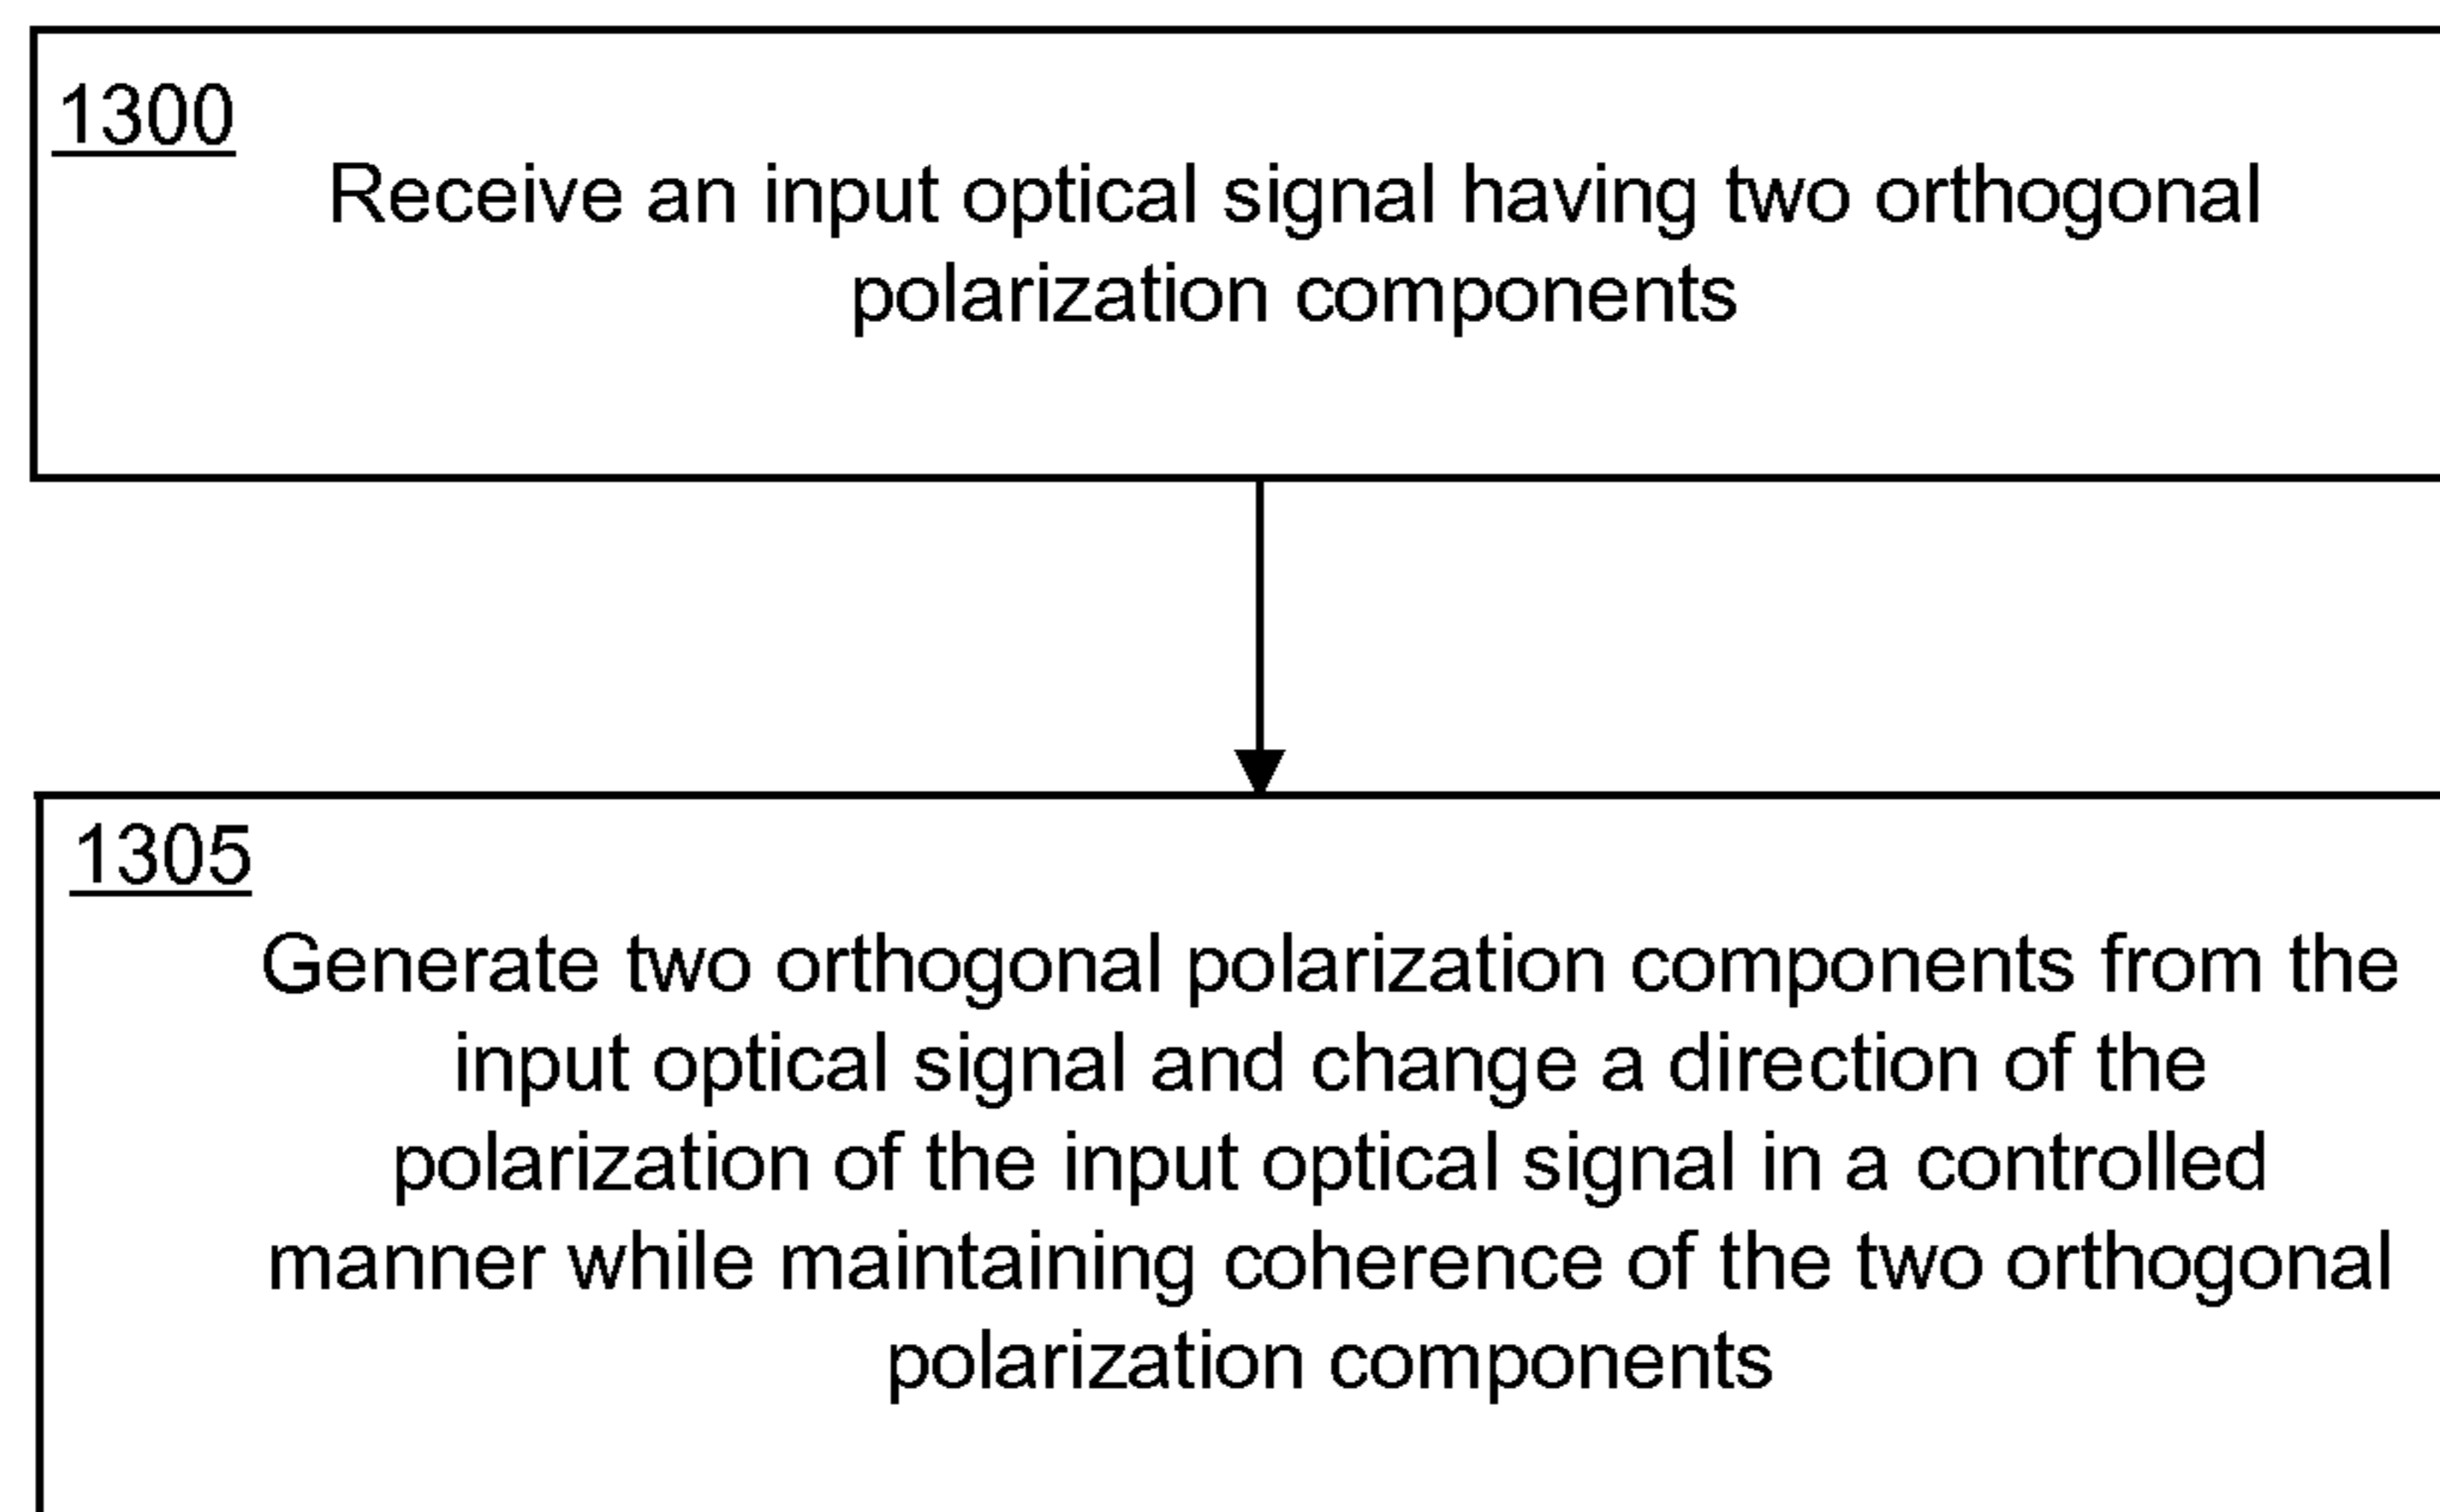 1300
Receive an input optical signal having two orthogonal
polarization components
1305
Generate two orthogonal polarization components from the
input optical signal and change a direction of the
polarization of the input optical signal in a controlled
manner while maintaining coherence of the two orthogonal
polarization components